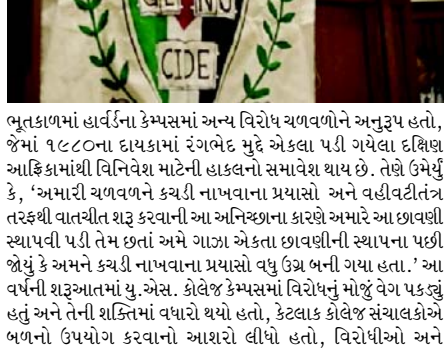 GENO
CIDE
ભૂતકાળમાં હાર્વર્ડના કેમ્પસમાં અન્ય વિરોધ ચળવળોને અનુરૂપ હતો,
જેમાં ૧૯૮૦ના દાયકામાં રંગભેદ મુદ્દે એકલા પડી ગયેલા દક્ષિણ
આફ્રિકામાંથી વિનિવેશ માટેની હાકલનો સમાવેશ થાય છે. તેણે ઉમેર્યું
કે, ‘અમારી ચળવળને કચડી નાખવાના પ્રયાસો અને વહીવટીતંત્ર
તરફથી વાતચીત શરૂ કરવાની આ અનિચ્છાના કારણે અમારે આ છાવણી
સ્થાપવી પડી તેમ છતાં અમે ગાઝા એકતા છાવણીની સ્થાપના પછી
જોયું કે અમને કચડી નાખવાના પ્રયાસો વધુ ઉગ્ર બની ગયા હતા.’ આ
વર્ષની શરૂઆતમાં યુ.એસ. કોલેજ કેમ્પસમાં વિરોધનું મોજું વેગ પકડ્યું
હતું અને તેની શક્તિમાં વધારો થયો હતો, કેટલાક કોલેજ સંચાલકોએ
બળનો ઉપયોગ કરવાનો આશરો લીધો હતો, વિરોધીઓ અને